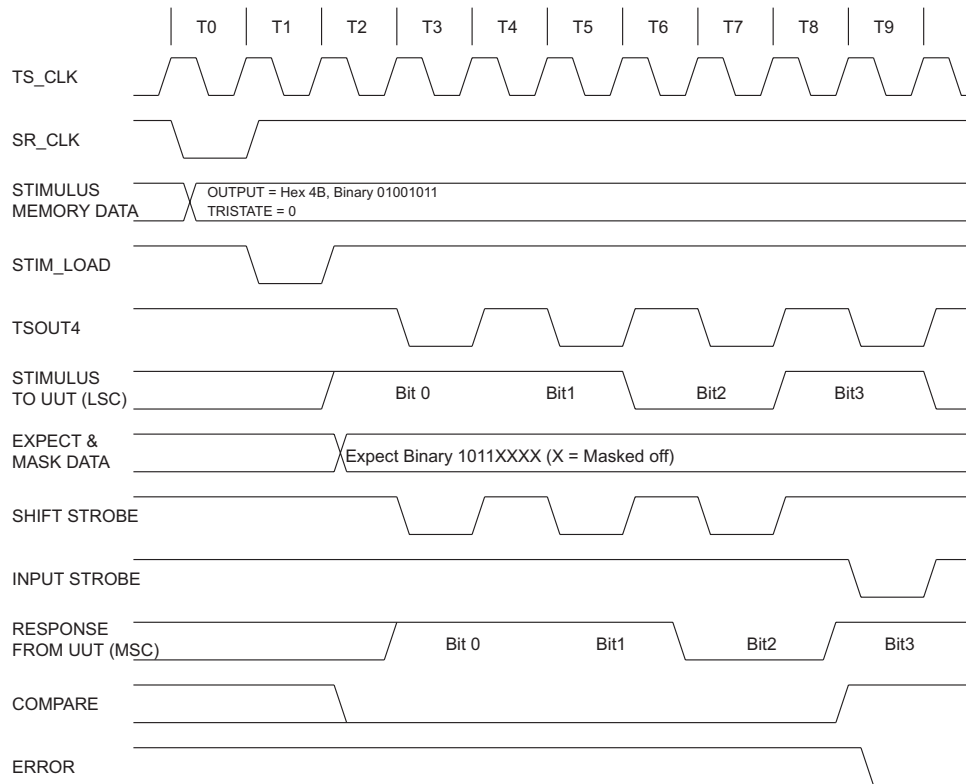 T0 T1 T2 T3 T4 T5 T6 T7 T8 T9
TS_CLK
SR_CLK
STIMULUS
MEMORY DATA
OUTPUT = Hex 4B, Binary 01001011
TRISTATE = 0
STIM_LOAD
TSOUT4
STIMULUS
TO UUT (LSC)
Bit 0 Bit1 Bit2 Bit3
EXPECT &
MASK DATA
Expect Binary 1011XXXX (X = Masked off)
SHIFT STROBE
INPUT STROBE
RESPONSE
FROM UUT (MSC)
Bit 0 Bit1 Bit2 Bit3
COMPARE
ERROR